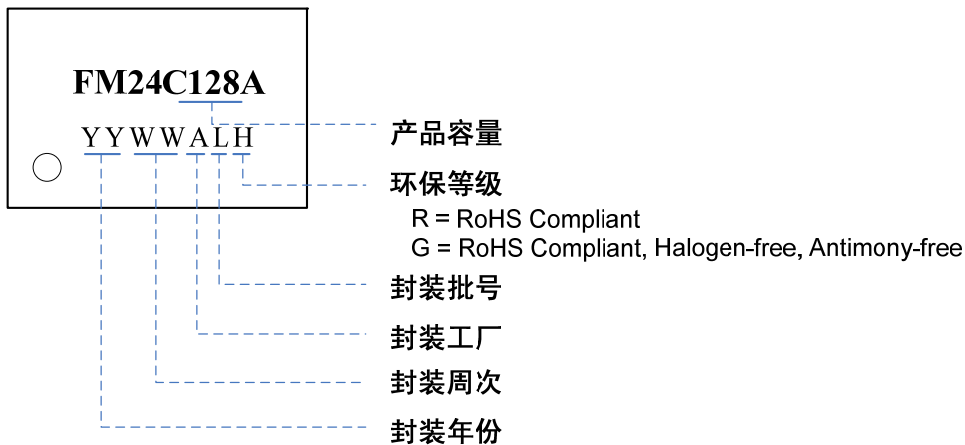 FM24C128A
YYWWALH
产品容量
环保等级
R = RoHS Compliant
G = RoHS Compliant, Halogen-free, Antimony-free
封装批号
封装工厂
封装周次
封装年份